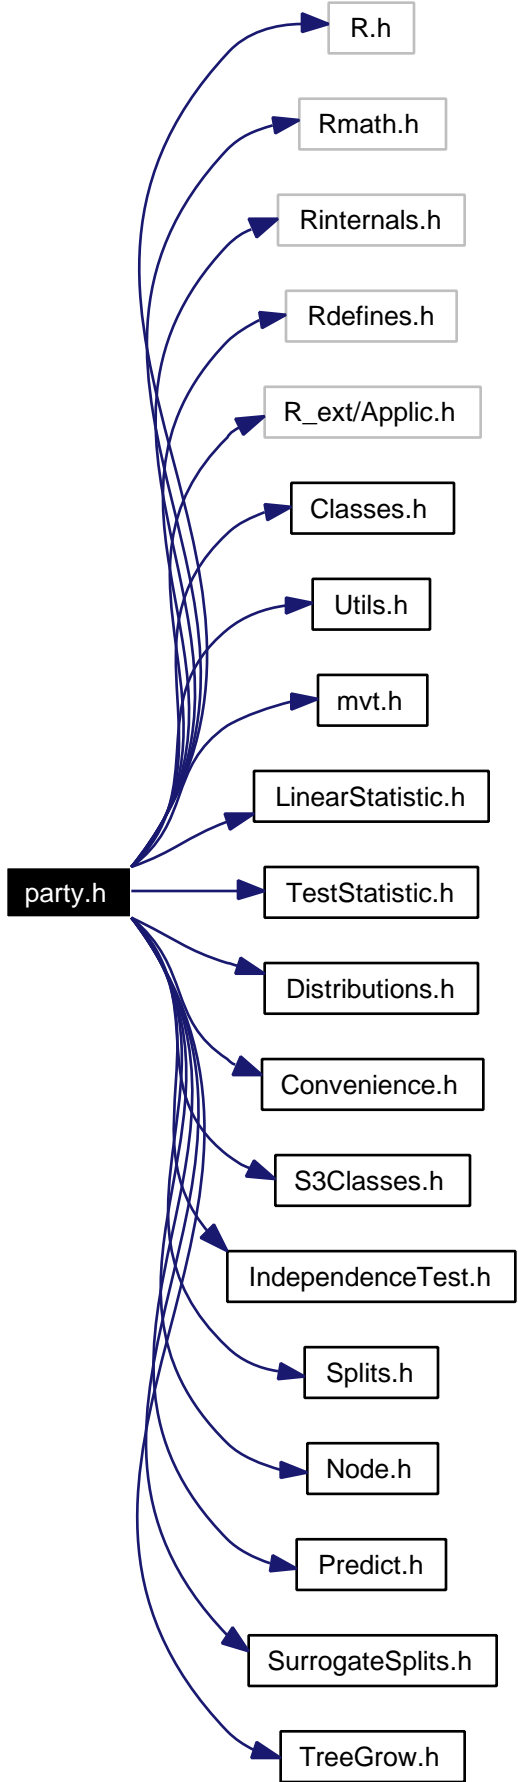 R.h
Rmath.h
Rinternals.h
Rdefines.h
R_ext/Applic.h
Classes.h
Utils.h
mvt.h
LinearStatistic.h
party.h
TestStatistic.h
Distributions.h
Convenience.h
S3Classes.h
IndependenceTest.h
Splits.h
Node.h
Predict.h
SurrogateSplits.h
TreeGrow.h